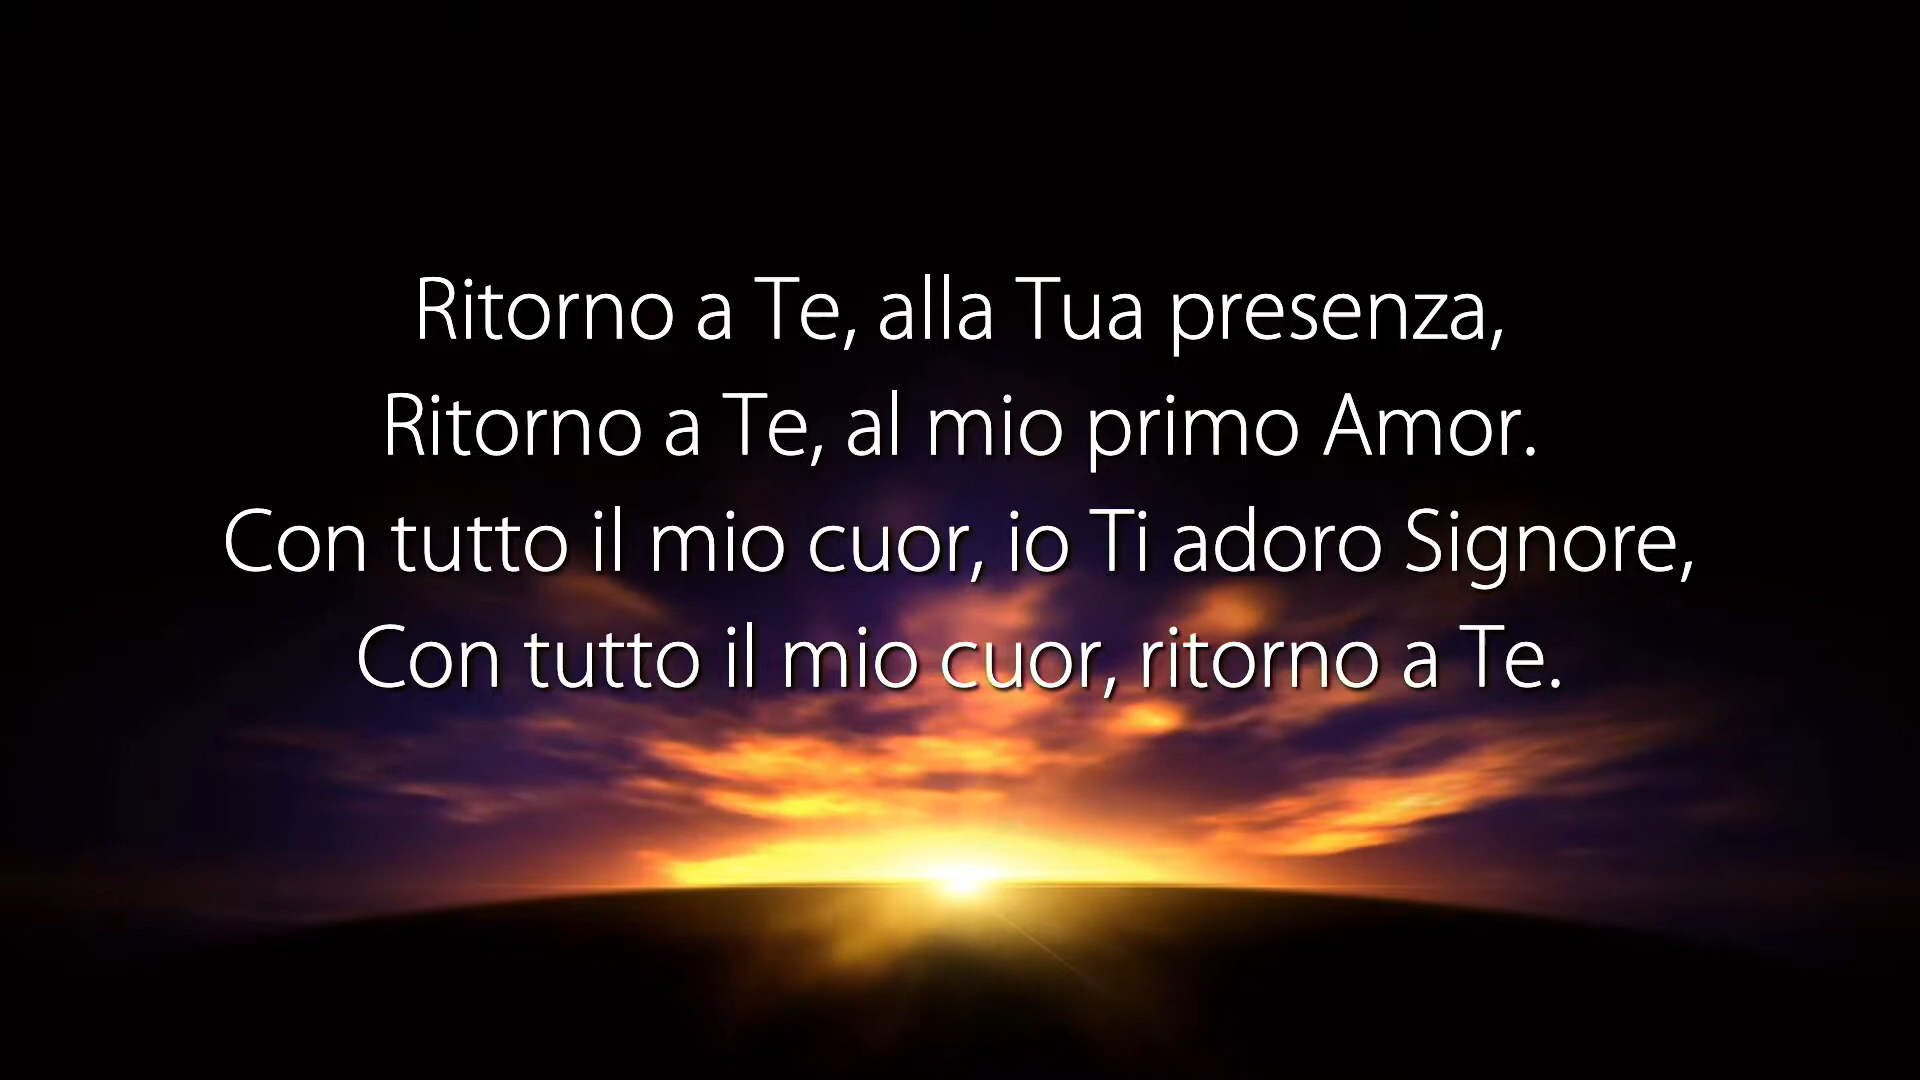 Ritorno a Te, alla Tua presenza,
Ritorno a Te, al mio primo Amor.
Con tutto il mio cuor, io Ti adoro Signore,
Con tutto il mio cuor, ritorno a Te.